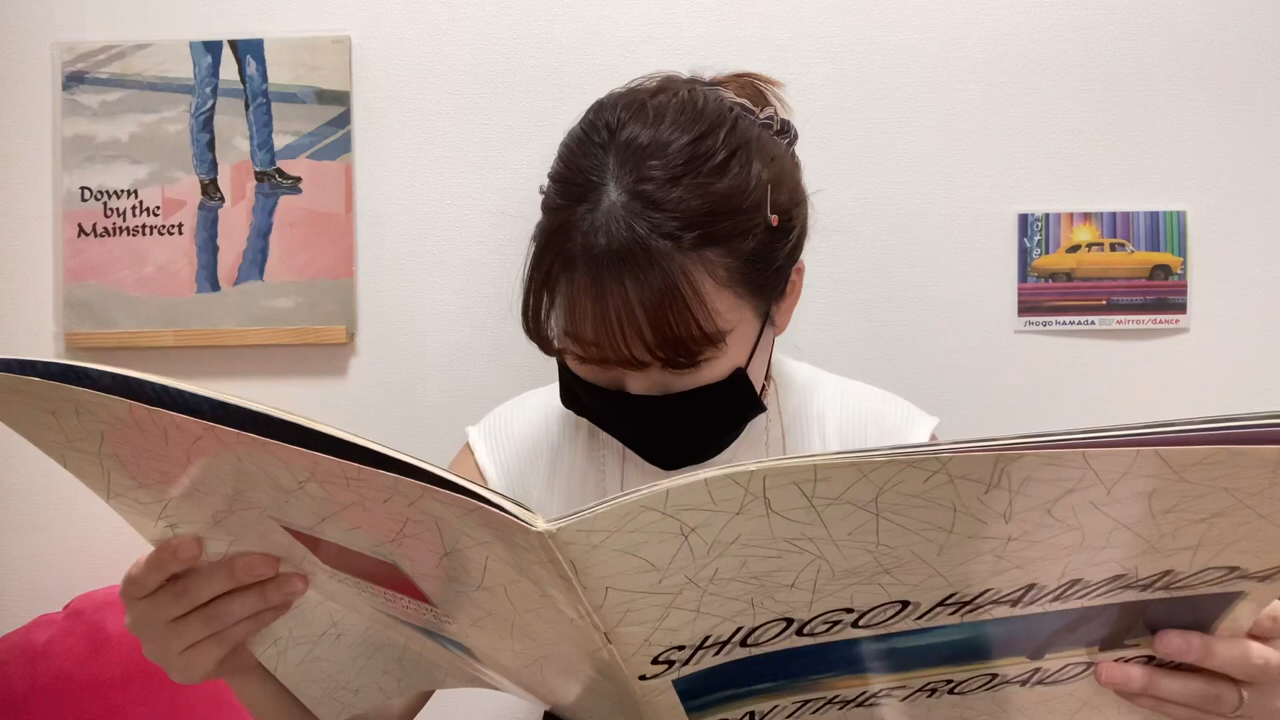 Down
by the
Mainstreet
Shogo HAMADA
Mirror/dance
SHOGO HAMADA
ON THE ROAD